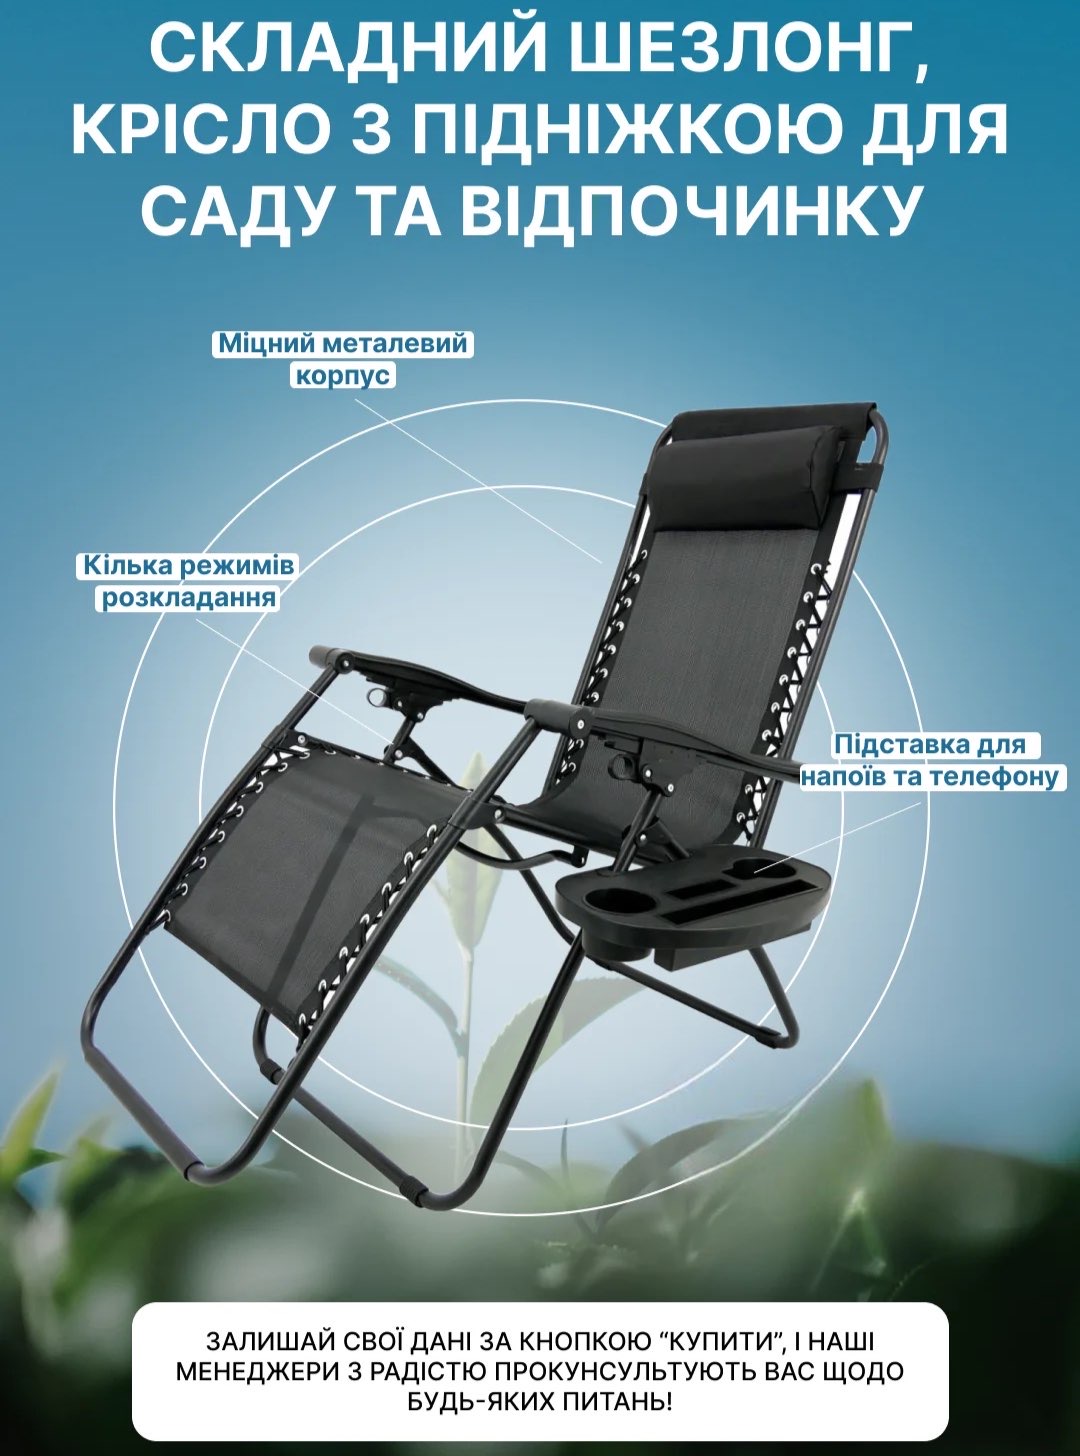 СКЛАДНИЙ ШЕЗЛОНГ,
КРІСЛО З ПІДНІЖКОЮ ДЛЯ
САДУ ТА ВІДПОЧИНКУ
Міцний металевий
корпус
Кілька режимів
розкладання
Підставка для
напоїв та телефону
ЗАЛИШАЙ СВОЇ ДАНІ ЗА КНОПКОЮ “КУПИТИ”, І НАШІ
МЕНЕДЖЕРИ З РАДІСТЮ ПРОКУНСУЛЬТУЮТЬ ВАС ЩОДО
БУДЬ-ЯКИХ ПИТАНЬ!